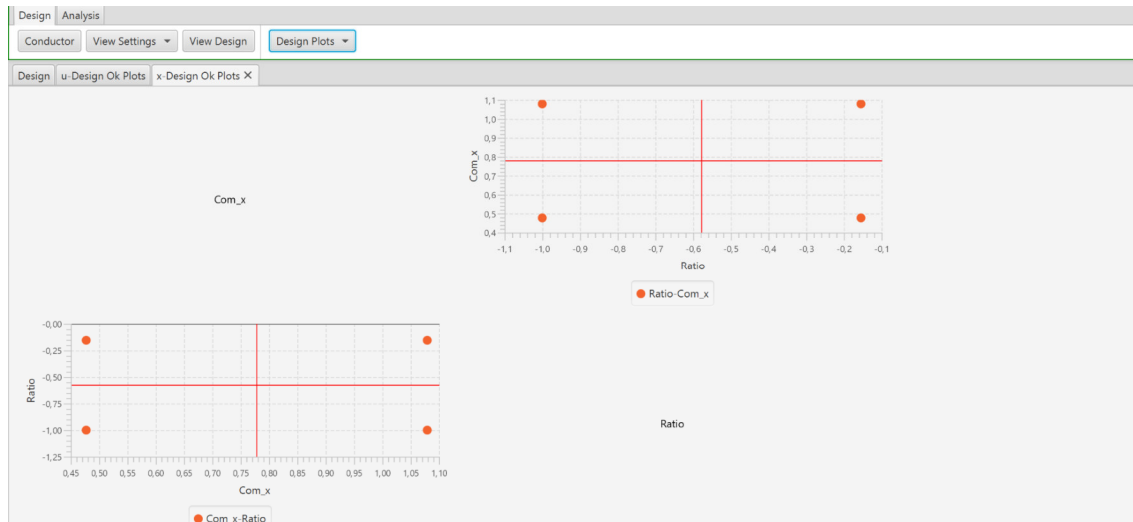 Design Analysis
Conductor View Settings View Design Design Plots
Design u-Design Ok Plots x-Design Ok Plots X
Com_x
1,1
1,0
0,9
0,8
0,7
0,6
0,5
0,4
Com_x
-1,1 -1,0 -0,9 -0,8 -0,7 -0,6 -0,5 -0,4 -0,3 -0,2 -0,1
Ratio
Ratio-Com_x
-0,00
-0,25
-0,50
-0,75
-1,00
-1,25
Ratio
0,45 0,50 0,55 0,60 0,65 0,70 0,75 0,80 0,85 0,90 0,95 1,00 1,05 1,10
Com_x
Com_x-Ratio
Ratio